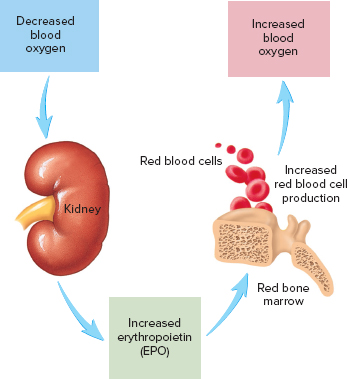 Decreased
blood
oxygen
Increased
blood
oxygen
Red blood cells
Increased
red blood cell
production
Kidney
Red bone
marrow
Increased
erythropoietin
(EPO)